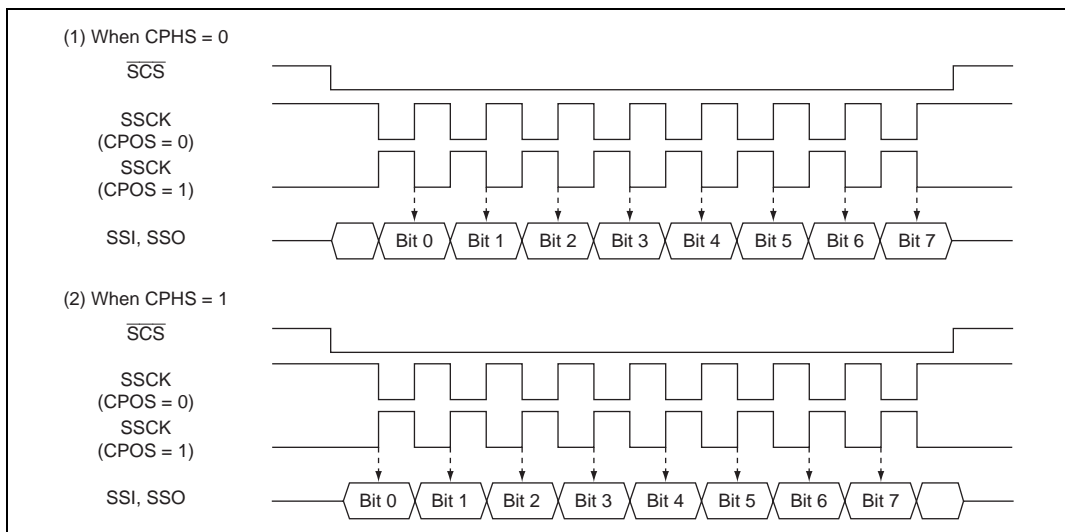 (1) When CPHS = 0
SCS
SSCK
(CPOS = 0)
SSCK
(CPOS = 1)
SSI, SSO
Bit 0 Bit 1 Bit 2 Bit 3 Bit 4 Bit 5 Bit 6 Bit 7
(2) When CPHS = 1
SCS
SSCK
(CPOS = 0)
SSCK
(CPOS = 1)
SSI, SSO
Bit 0 Bit 1 Bit 2 Bit 3 Bit 4 Bit 5 Bit 6 Bit 7